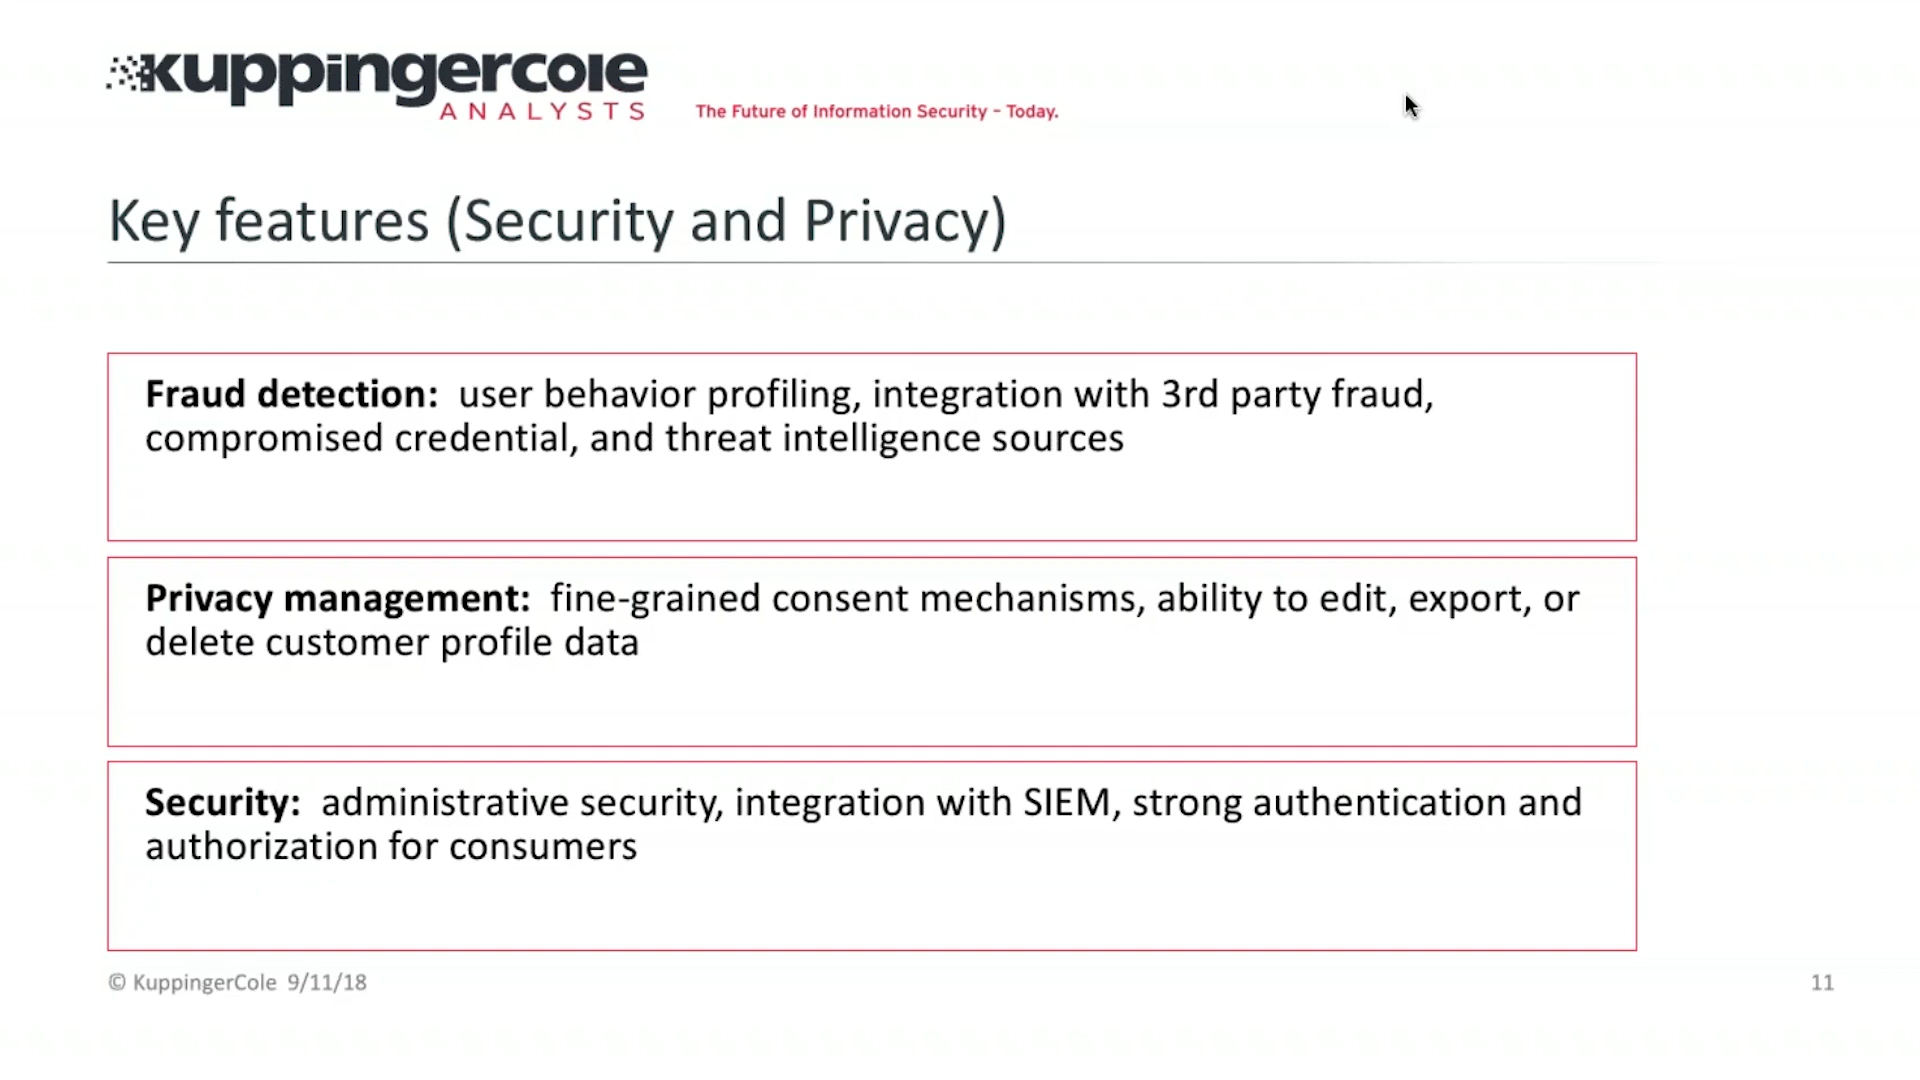 kuppingercole
ANALYSTS
The Future of Information Security - Today.
Key features (Security and Privacy)
Fraud detection: user behavior profiling, integration with 3rd party fraud,
compromised credential, and threat intelligence sources
Privacy management: fine-grained consent mechanisms, ability to edit, export, or
delete customer profile data
Security: administrative security, integration with SIEM, strong authentication and
authorization for consumers
© KuppingerCole 9/11/18
11